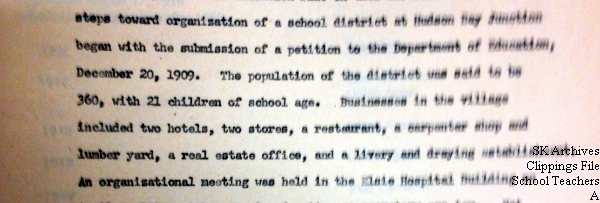 steps toward organization of a school district at Hudson Bay Junction
began with the submission of a petition to the Department of Education,
December 20, 1909. The population of the district was said to be
360, with 21 children of school age. Businesses in the village
included two hotels, two stores, a restaurant, a carpenter shop and
lumber yard, a real estate office, and a livery and draying
An organizational meeting was held in the Elsie Hospital Building
SK Archives
Clippings File
School Teachers
A